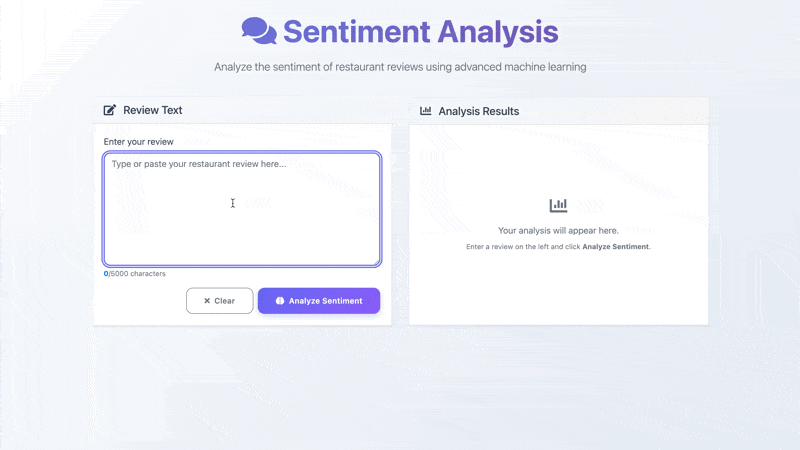 Sentiment Analysis
Analyze the sentiment of restaurant reviews using advanced machine learning
Review Text
Enter your review
Type or paste your restaurant review here...
0/5000 characters
Clear
Analyze Sentiment
Analysis Results
Your analysis will appear here.
Enter a review on the left and click Analyze Sentiment.